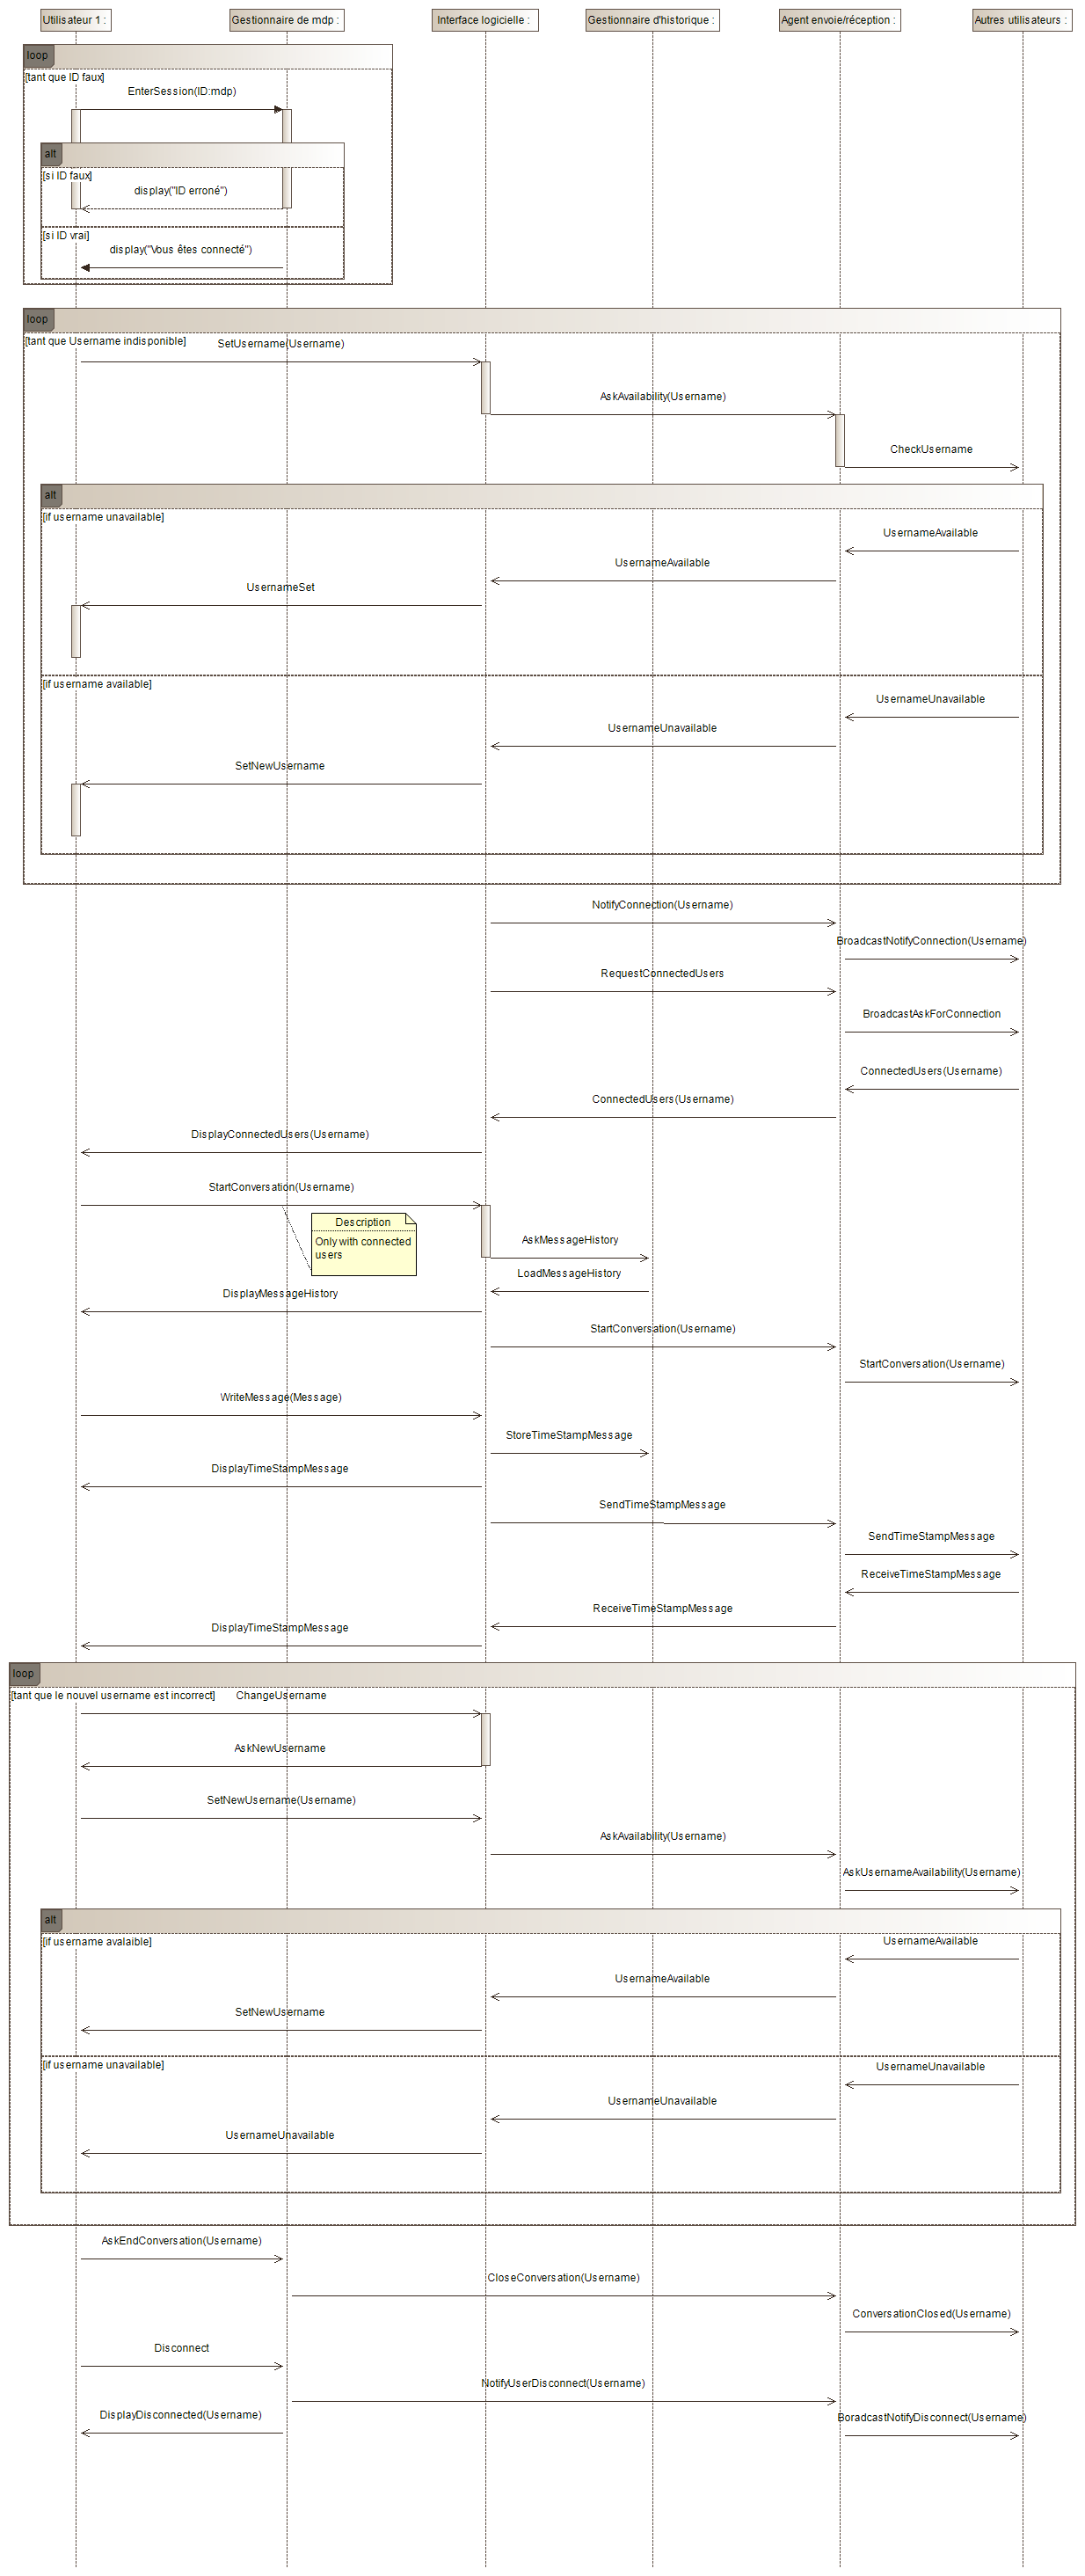 Utilisateur 1 :
Gestionnaire de mdp :
Interface logicielle :
Gestionnaire d'historique :
Agent envoie/réception :
Autres utilisateurs :
loop
[tant que ID faux]
EnterSession(ID:mdp)
alt
[si ID faux]
display("ID erroné")
[si ID vrai]
display("Vous êtes connecté")
loop
[tant que Username indisponible]
SetUsername(Username)
AskAvailability(Username)
CheckUsername
alt
[if username unavailable]
UsernameAvailable
UsernameAvailable
UsernameSet
[if username available]
UsernameUnavailable
UsernameUnavailable
SetNewUsername
NotifyConnection(Username)
BroadcastNotifyConnection(Username)
RequestConnectedUsers
BroadcastAskForConnection
ConnectedUsers(Username)
ConnectedUsers(Username)
DisplayConnectedUsers(Username)
StartConversation(Username)
Description
Only with connected
users
AskMessageHistory
LoadMessageHistory
DisplayMessageHistory
StartConversation(Username)
StartConversation(Username)
WriteMessage(Message)
StoreTimeStampMessage
DisplayTimeStampMessage
SendTimeStampMessage
SendTimeStampMessage
ReceiveTimeStampMessage
ReceiveTimeStampMessage
DisplayTimeStampMessage
loop
[tant que le nouvel username est incorrect]
ChangeUsername
AskNewUsername
SetNewUsername(Username)
AskAvailability(Username)
AskUsernameAvailability(Username)
alt
[if username avalaible]
UsernameAvailable
UsernameAvailable
SetNewUsername
[if username unavailable]
UsernameUnavailable
UsernameUnavailable
UsernameUnavailable
AskEndConversation(Username)
CloseConversation(Username)
ConversationClosed(Username)
Disconnect
NotifyUserDisconnect(Username)
DisplayDisconnected(Username)
BoradcastNotifyDisconnect(Username)